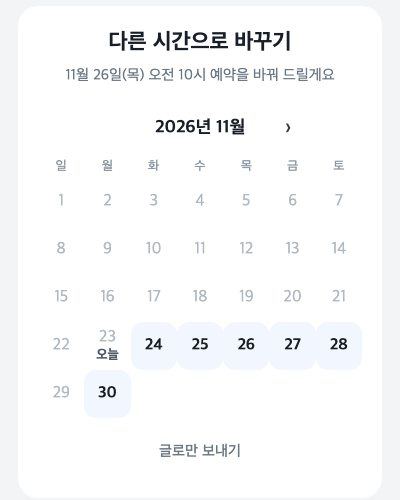 다른 시간으로 바꾸기
11월 26일(목) 오전 10시 예약을 바꿔 드릴게요
2026년 11월 ›
일 월 화 수 목 금 토
1 2 3 4 5 6 7
8 9 10 11 12 13 14
15 16 17 18 19 20 21
22 23 24 25 26 27 28
오늘
29 30
글로만 보내기